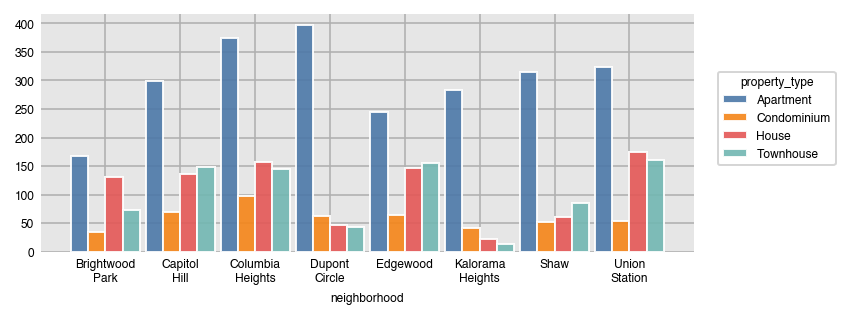 400
350
300
250
200
150
100
50
0
Brightwood
Park
Capitol
Hill
Columbia
Heights
Dupont
Circle
Edgewood
Kalorama
Heights
Shaw
Union
Station
neighborhood
property_type
Apartment
Condominium
House
Townhouse